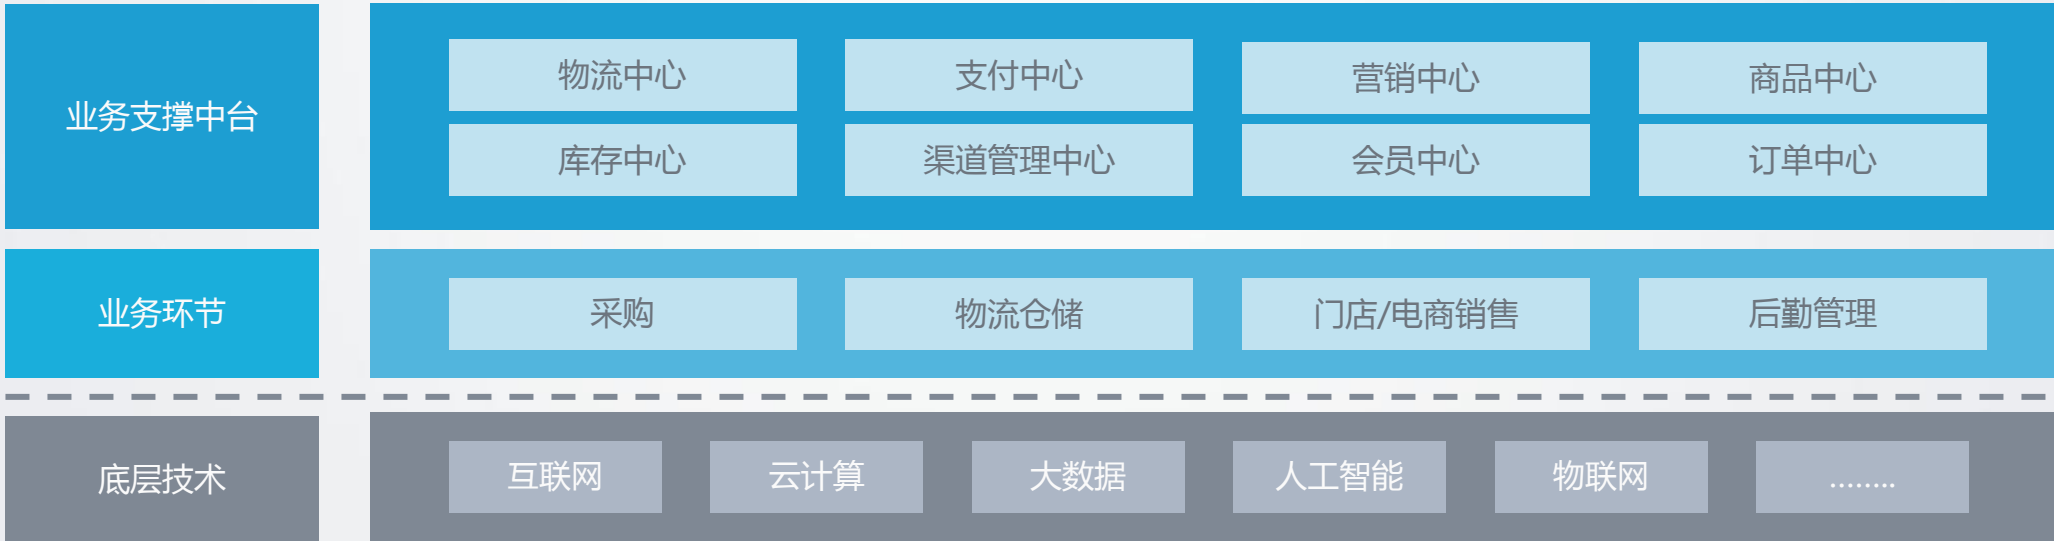 业务支撑中台
物流中心
支付中心
营销中心
商品中心
库存中心
渠道管理中心
会员中心
订单中心
业务环节
采购
物流仓储
门店/电商销售
后勤管理
底层技术
互联网
云计算
大数据
人工智能
物联网
........